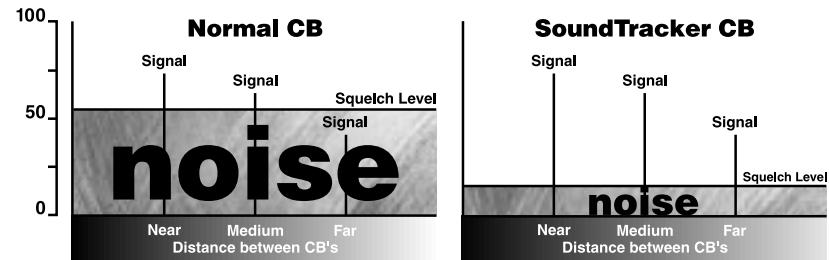 Normal CB
100
50
0
Signal
Signal
Squelch Level
Signal
noise
Near Medium Far
Distance between CB's
SoundTracker CB
Signal
Signal
Signal
Squelch Level
noise
Near Medium Far
Distance between CB's